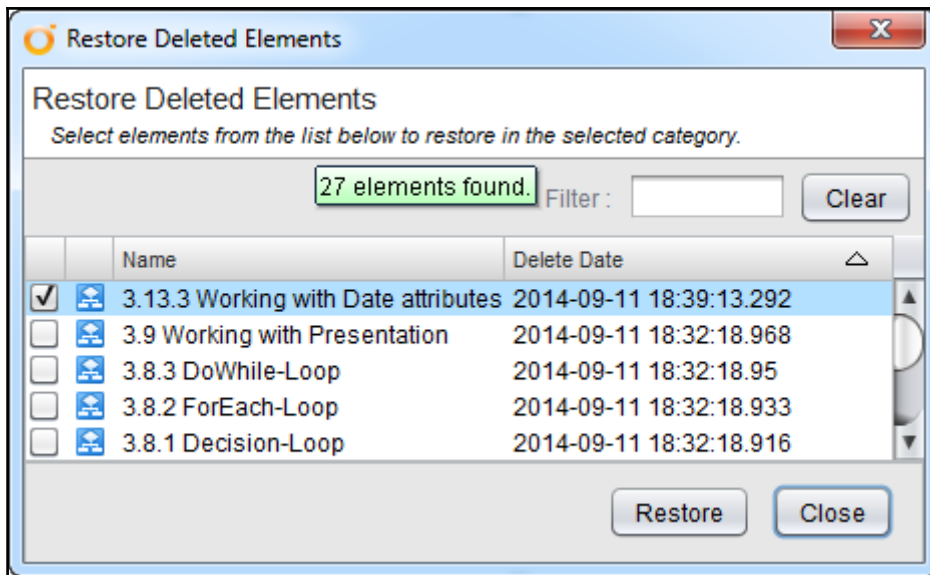 Restore Deleted Elements
Restore Deleted Elements
Select elements from the list below to restore in the selected category.
27 elements found. Filter : Clear
Name Delete Date
3.13.3 Working with Date attributes 2014-09-11 18:39:13.292
3.9 Working with Presentation 2014-09-11 18:32:18.968
3.8.3 DoWhile-Loop 2014-09-11 18:32:18.95
3.8.2 ForEach-Loop 2014-09-11 18:32:18.933
3.8.1 Decision-Loop 2014-09-11 18:32:18.916
Restore Close